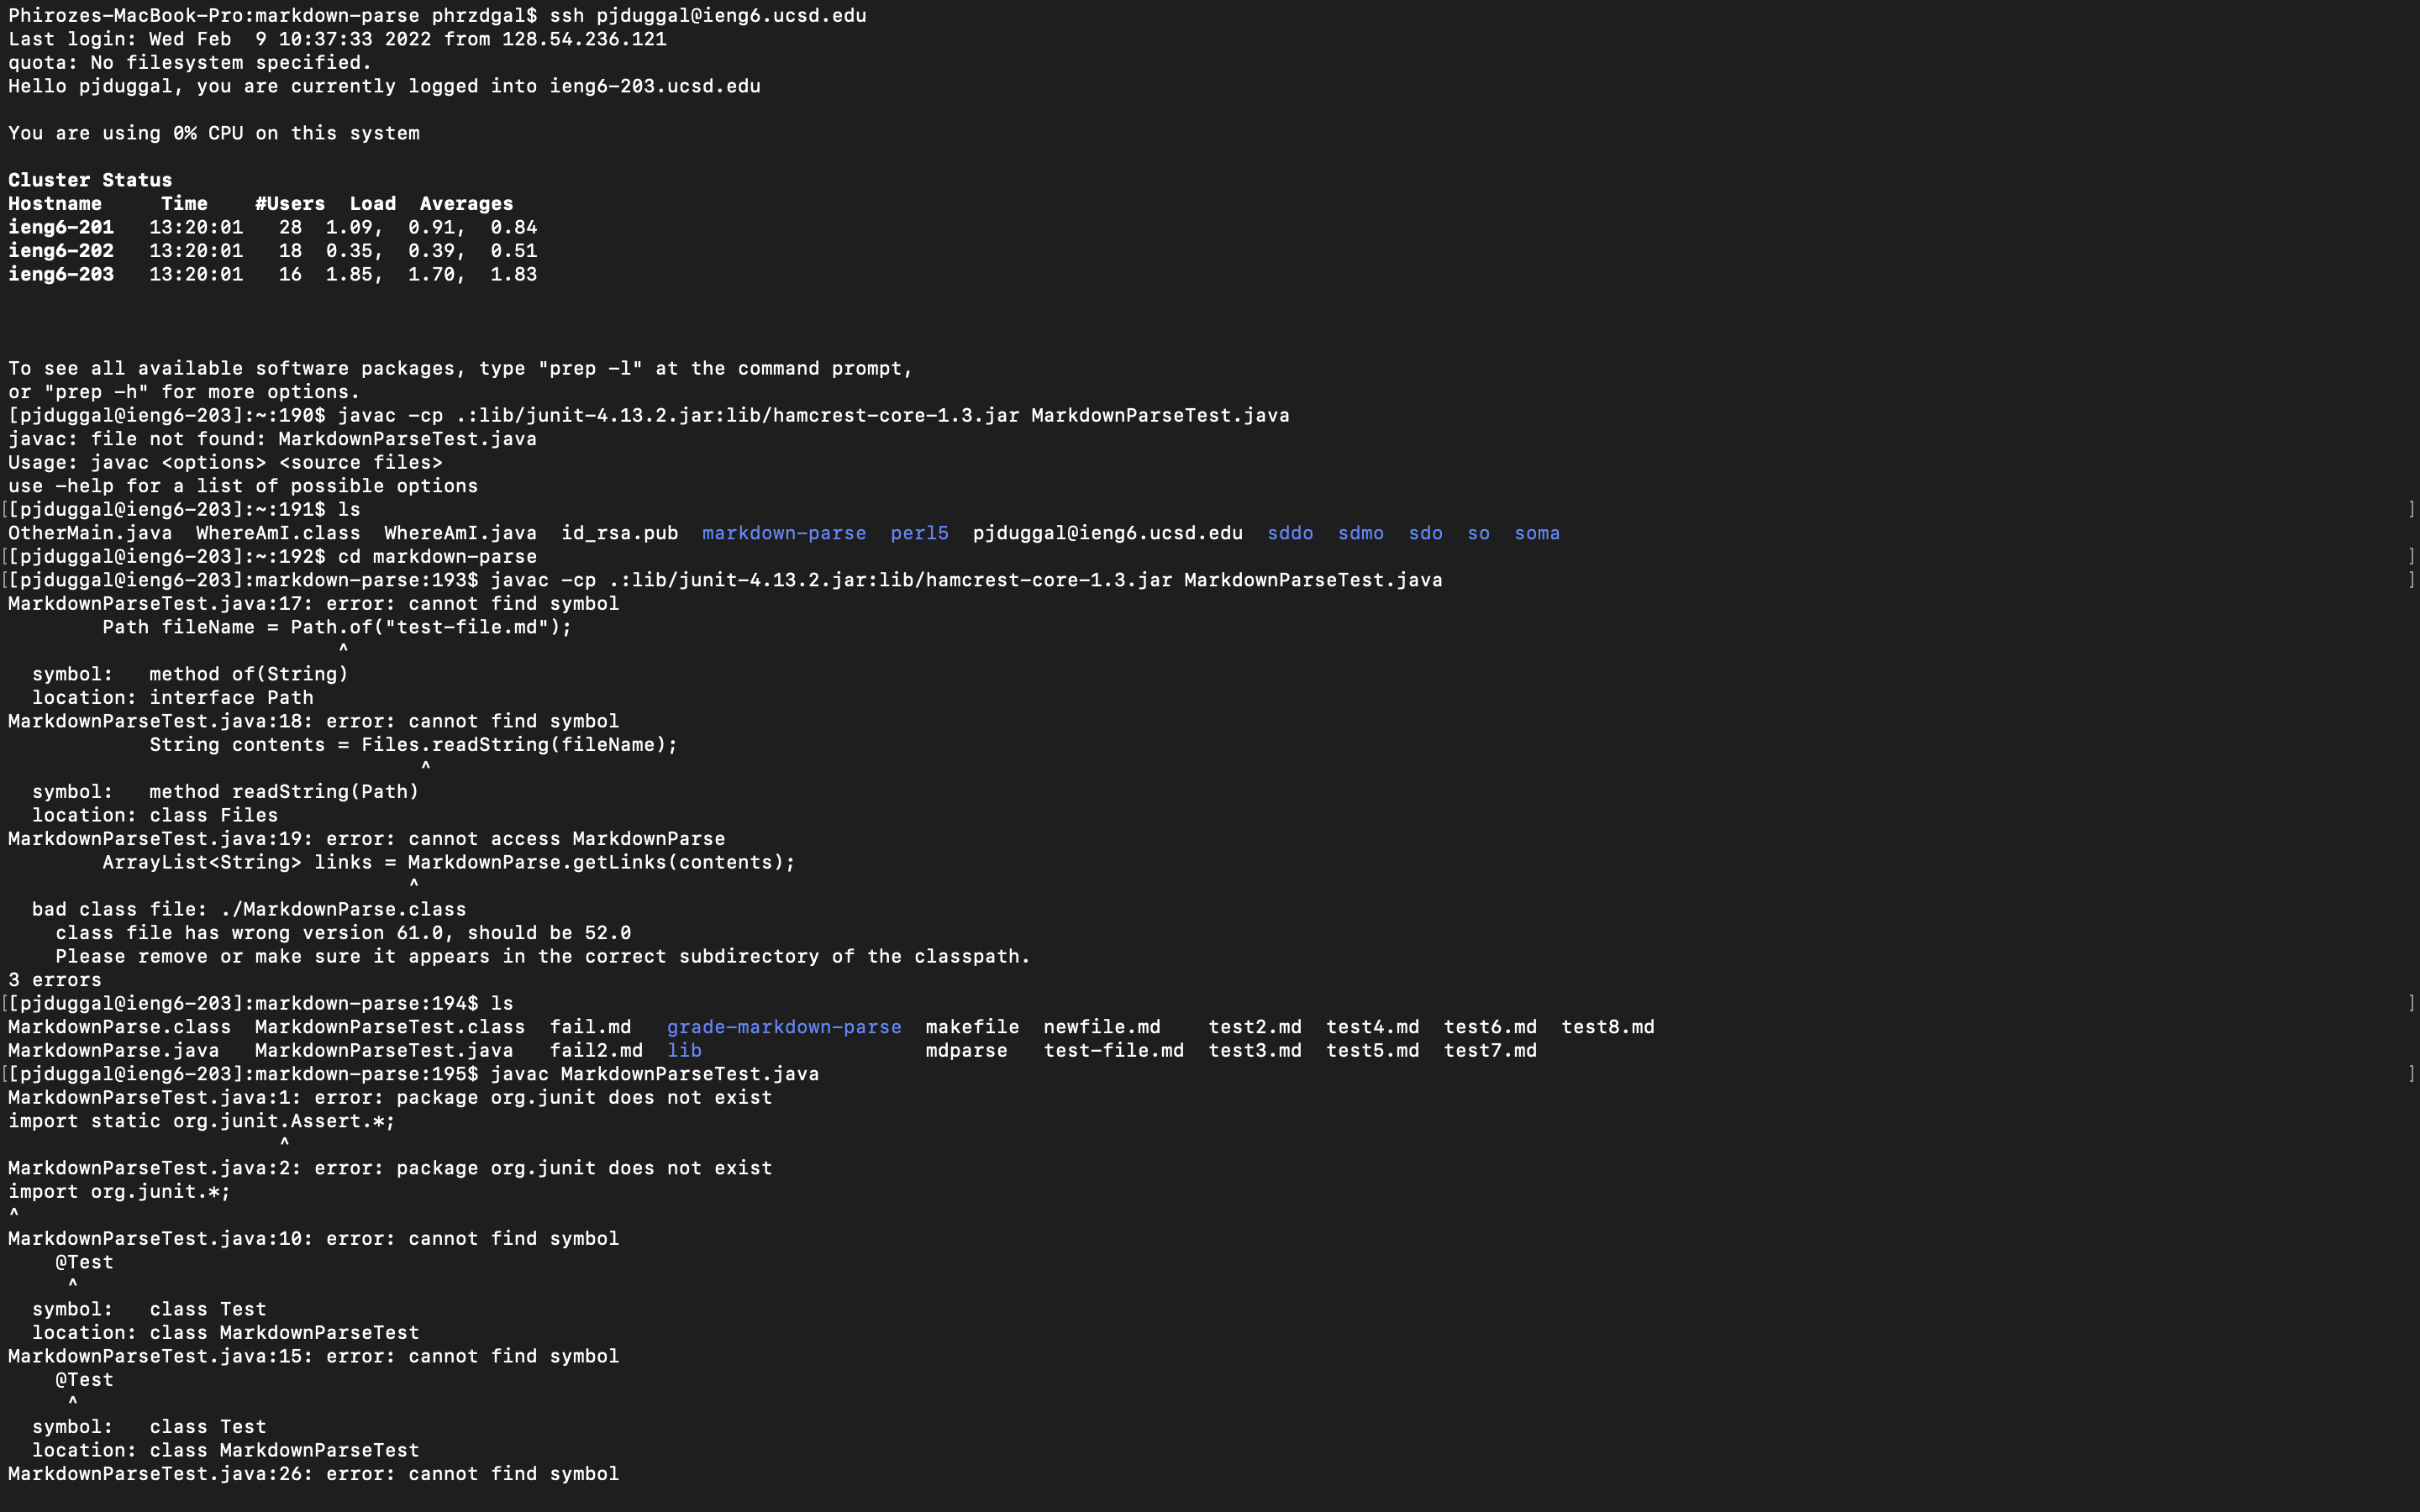 Phirozes-MacBook-Pro:markdown-parse phrzdgal$ ssh pjduggal@ieng6.ucsd.edu
Last login: Wed Feb  9 10:37:33 2022 from 128.54.236.121
quota: No filesystem specified.
Hello pjduggal, you are currently logged into ieng6-203.ucsd.edu

You are using 0% CPU on this system

Cluster Status
Hostname     Time    #Users  Load  Averages
ieng6-201   13:20:01   28  1.09,  0.91,  0.84
ieng6-202   13:20:01   18  0.35,  0.39,  0.51
ieng6-203   13:20:01   16  1.85,  1.70,  1.83

To see all available software packages, type "prep -l" at the command prompt,
or "prep -h" for more options.
[pjduggal@ieng6-203]:~:190$ javac -cp .:lib/junit-4.13.2.jar:lib/hamcrest-core-1.3.jar MarkdownParseTest.java
javac: file not found: MarkdownParseTest.java
Usage: javac <options> <source files>
use -help for a list of possible options
[[pjduggal@ieng6-203]:~:191$ ls ]
OtherMain.java  WhereAmI.class  WhereAmI.java  id_rsa.pub  markdown-parse  perl5  pjduggal@ieng6.ucsd.edu  sddo  sdmo  sdo  so  soma
[[pjduggal@ieng6-203]:~:192$ cd markdown-parse ]
[[pjduggal@ieng6-203]:markdown-parse:193$ javac -cp .:lib/junit-4.13.2.jar:lib/hamcrest-core-1.3.jar MarkdownParseTest.java ]
MarkdownParseTest.java:17: error: cannot find symbol
        Path fileName = Path.of("test-file.md");
                            ^
  symbol:   method of(String)
  location: interface Path
MarkdownParseTest.java:18: error: cannot find symbol
            String contents = Files.readString(fileName);
                                   ^
  symbol:   method readString(Path)
  location: class Files
MarkdownParseTest.java:19: error: cannot access MarkdownParse
        ArrayList<String> links = MarkdownParse.getLinks(contents);
                                  ^
  bad class file: ./MarkdownParse.class
    class file has wrong version 61.0, should be 52.0
    Please remove or make sure it appears in the correct subdirectory of the classpath.
3 errors
[[pjduggal@ieng6-203]:markdown-parse:194$ ls ]
MarkdownParse.class  MarkdownParseTest.class  fail.md   grade-markdown-parse  makefile  newfile.md    test2.md  test4.md  test6.md  test8.md
MarkdownParse.java   MarkdownParseTest.java   fail2.md  lib                   mdparse   test-file.md  test3.md  test5.md  test7.md
[[pjduggal@ieng6-203]:markdown-parse:195$ javac MarkdownParseTest.java ]
MarkdownParseTest.java:1: error: package org.junit does not exist
import static org.junit.Assert.*;
                       ^
MarkdownParseTest.java:2: error: package org.junit does not exist
import org.junit.*;
^
MarkdownParseTest.java:10: error: cannot find symbol
    @Test
     ^
  symbol:   class Test
  location: class MarkdownParseTest
MarkdownParseTest.java:15: error: cannot find symbol
    @Test
     ^
  symbol:   class Test
  location: class MarkdownParseTest
MarkdownParseTest.java:26: error: cannot find symbol